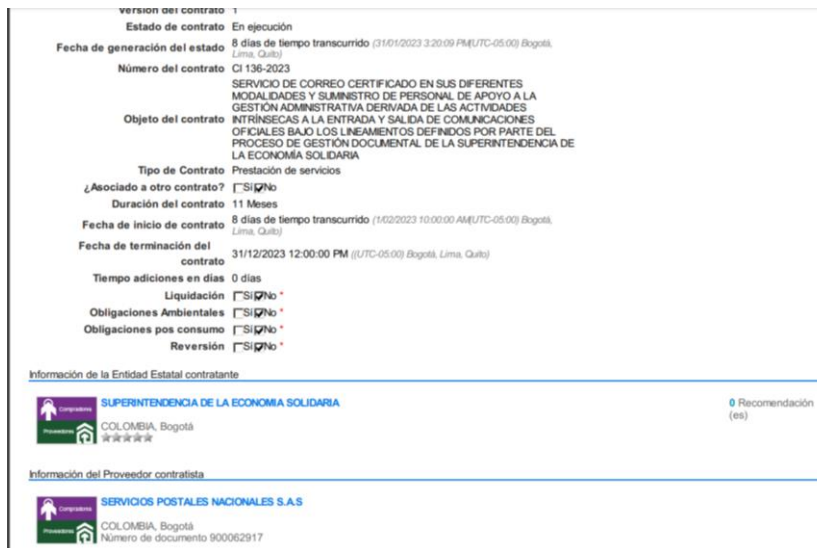 Versión del contrato 1
Estado de contrato En ejecución
Fecha de generación del estado 8 días de tiempo transcurrido (31/01/2023 3:20:09 PM(UTC-05:00) Bogotá, Lima, Quito)
Número del contrato CI 136-2023
Objeto del contrato SERVICIO DE CORREO CERTIFICADO EN SUS DIFERENTES
MODALIDADES Y SUMINISTRO DE PERSONAL DE APOYO A LA
GESTIÓN ADMINISTRATIVA DERIVADA DE LAS ACTIVIDADES
INTRÍNSECAS A LA ENTRADA Y SALIDA DE COMUNICACIONES
OFICIALES BAJO LOS LINEAMIENTOS DEFINIDOS POR PARTE DEL
PROCESO DE GESTIÓN DOCUMENTAL DE LA SUPERINTENDENCIA DE
LA ECONOMÍA SOLIDARIA
Tipo de Contrato Prestación de servicios
¿Asociado a otro contrato? Sí No
Duración del contrato 11 Meses
Fecha de inicio de contrato 8 días de tiempo transcurrido (1/02/2023 10:00:00 AM(UTC-05:00) Bogotá, Lima, Quito)
Fecha de terminación del contrato 31/12/2023 12:00:00 PM ((UTC-05:00) Bogotá, Lima, Quito)
Tiempo adiciones en días 0 días
Liquidación Sí No *
Obligaciones Ambientales Sí No *
Obligaciones pos consumo Sí No *
Reversión Sí No *
Información de la Entidad Estatal contratante
Compradores
Proveedores
SUPERINTENDENCIA DE LA ECONOMIA SOLIDARIA
COLOMBIA, Bogotá
0 Recomendación
(es)
Información del Proveedor contratista
Compradores
Proveedores
SERVICIOS POSTALES NACIONALES S.A.S
COLOMBIA, Bogotá
Número de documento 900062917